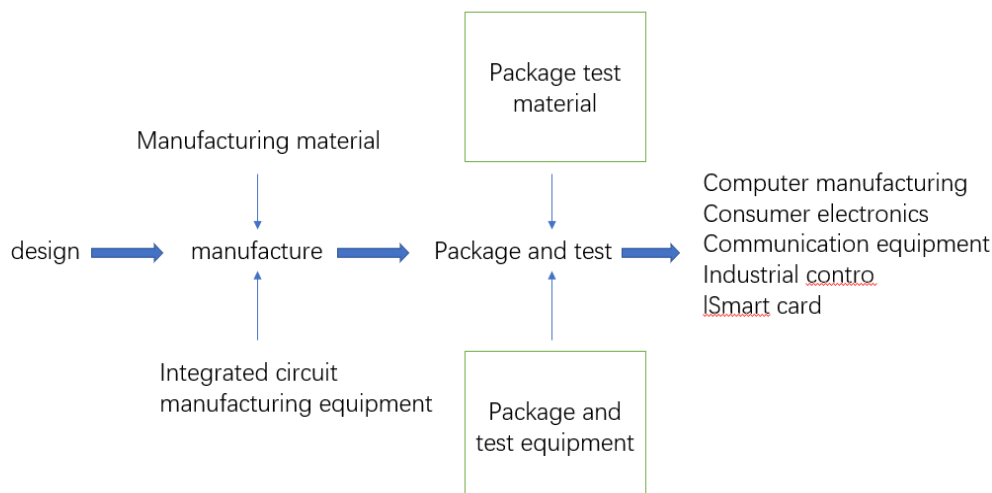 Package test
material
Manufacturing material
design
manufacture
Package and test
Computer manufacturing
Consumer electronics
Communication equipment
Industrial contro
lSmart card
Integrated circuit
manufacturing equipment
Package and
test equipment